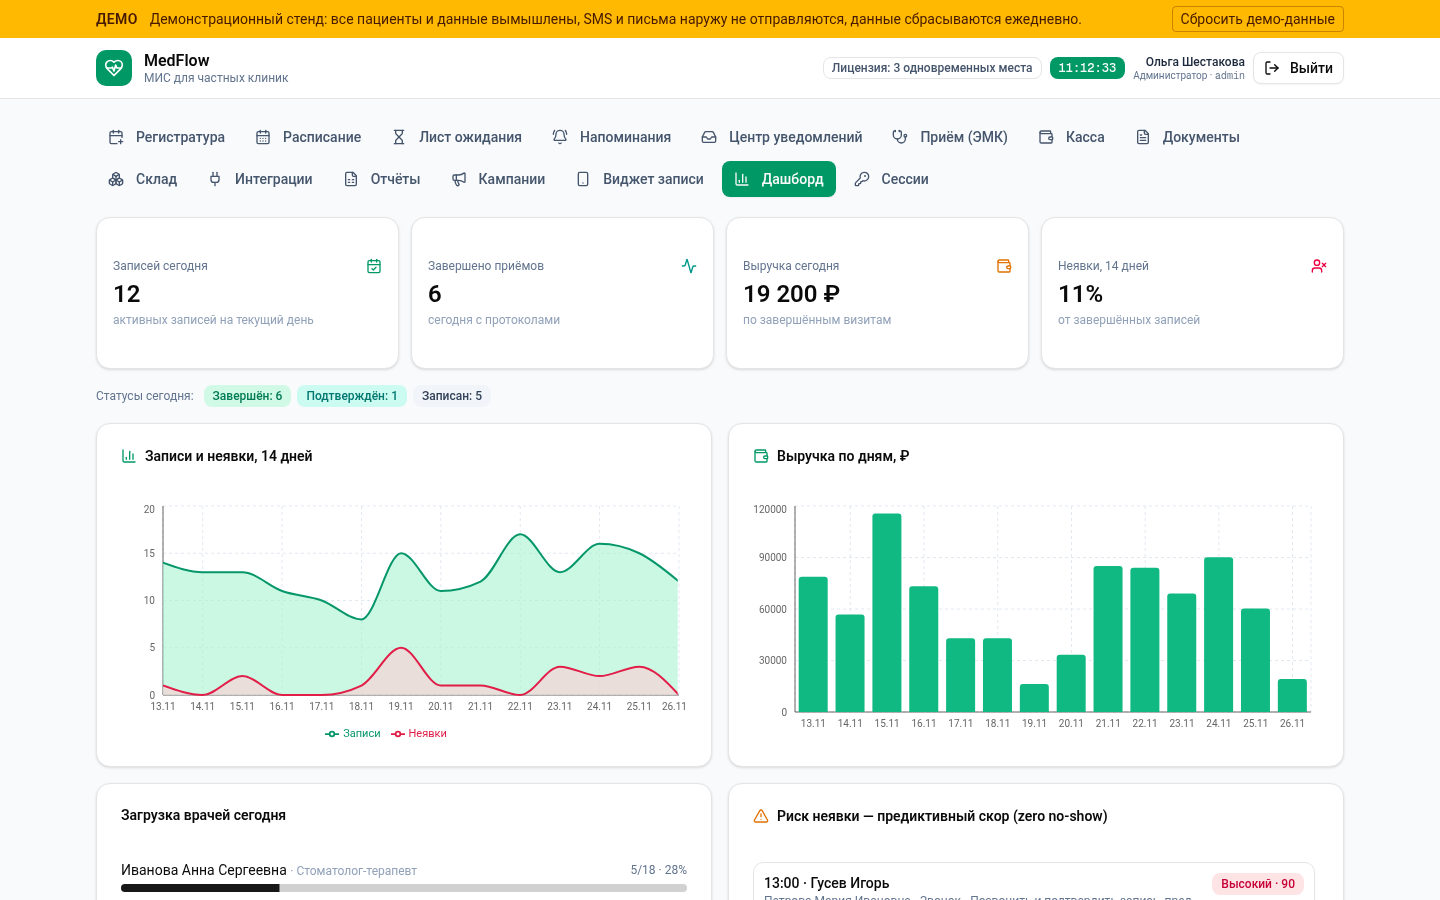 ДЕМО Демонстрационный стенд: все пациенты и данные вымышлены, SMS и письма наружу не отправляются, данные сбрасываются ежедневно. Сбросить демо-данные
MedFlow
МИС для частных клиник
Лицензия: 3 одновременных места
11:12:33
Ольга Шестакова
Администратор · admin
Выйти
Регистратура Расписание Лист ожидания Напоминания Центр уведомлений Приём (ЭМК) Касса Документы
Склад Интеграции Отчёты Кампании Виджет записи Дашборд Сессии
Записей сегодня
12
активных записей на текущий день
Завершено приёмов
6
сегодня с протоколами
Выручка сегодня
19 200 ₽
по завершённым визитам
Неявки, 14 дней
11%
от завершённых записей
Статусы сегодня: Завершён: 6 Подтверждён: 1 Записан: 5
Записи и неявки, 14 дней
20
15
10
5
0
13.11 14.11 15.11 16.11 17.11 18.11 19.11 20.11 21.11 22.11 23.11 24.11 25.11 26.11
Записи Неявки
Выручка по дням, ₽
120000
90000
60000
30000
0
13.11 14.11 15.11 16.11 17.11 18.11 19.11 20.11 21.11 22.11 23.11 24.11 25.11 26.11
Загрузка врачей сегодня
Иванова Анна Сергеевна · Стоматолог-терапевт 5/18 · 28%
Риск неявки — предиктивный скор (zero no-show)
13:00 · Гусев Игорь Высокий · 90
Петрова Мария Ивановна · Звонок · Позвонить и подтвердить запись, пред